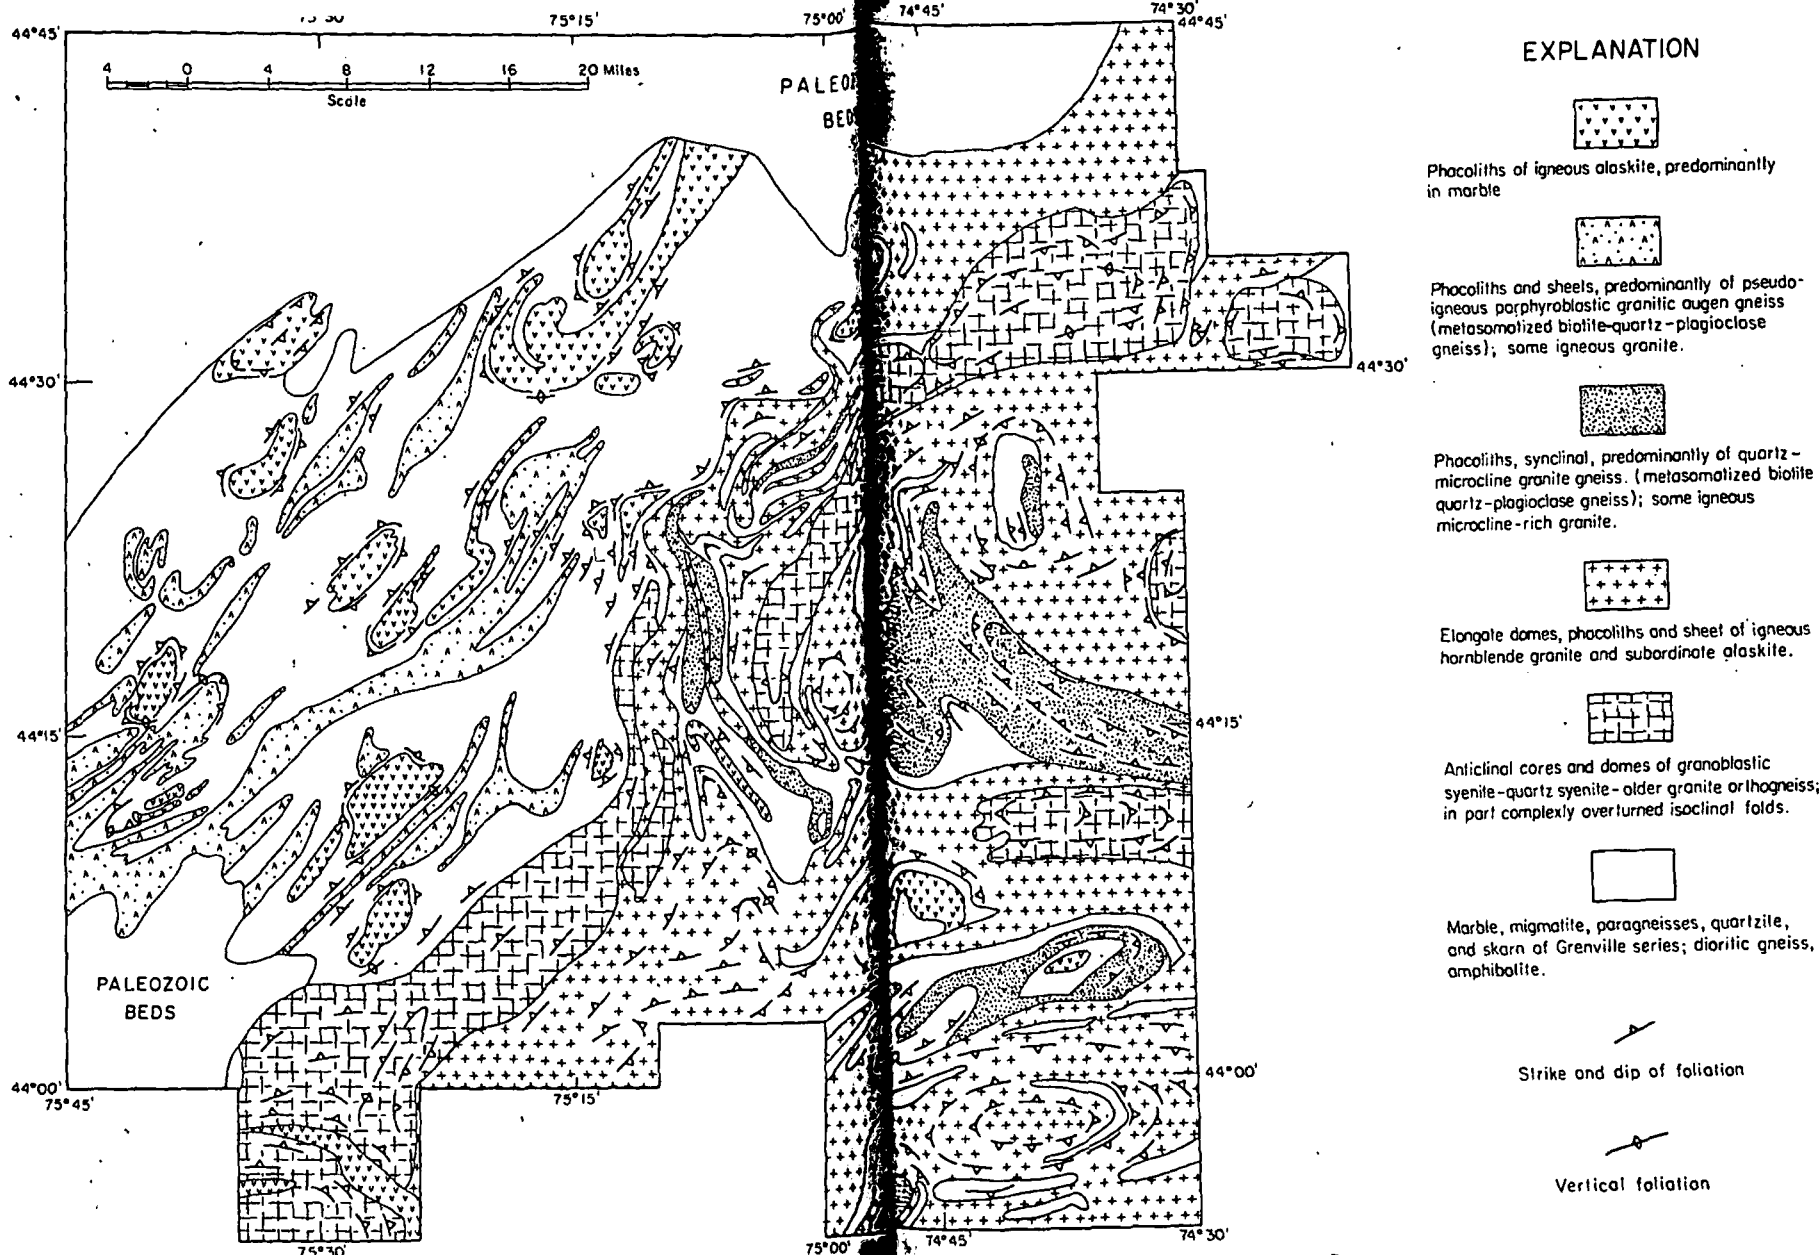 75°15'
75°00'
74°45'
74°30'
44°45'
44°45'
4 0 4 8 12 16 20 Miles
Scale
BED
44°30'
44°30'
44°15'
44°15'
PALEOZOIC
BEDS
44°00'
44°00'
75°45'
75°15'
75°30'
75°00'
74°45'
74°30'
EXPLANATION
Phacoliths of igneous alaskite, predominantly
in marble
Phacoliths and sheets, predominantly of pseudo-
igneous porphyroblastic granitic augen gneiss
(metasomatized biotite-quartz-plagioclase
gneiss); some igneous granite.
Phacoliths, synclinal, predominantly of quartz-
microcline granite gneiss. (metasomatized biotite
quartz-plagioclase gneiss); some igneous
microcline-rich granite.
Elongate domes, phacoliths and sheet of igneous
hornblende granite and subordinate alaskite.
Anticlinal cores and domes of granoblastic
syenite-quartz syenite-older granite orthogneiss;
in part complexly overturned isoclinal folds.
Marble, migmatite, paragneisses, quartzite,
and skarn of Grenville series; dioritic gneiss,
amphibolite.
Strike and dip of foliation
Vertical foliation